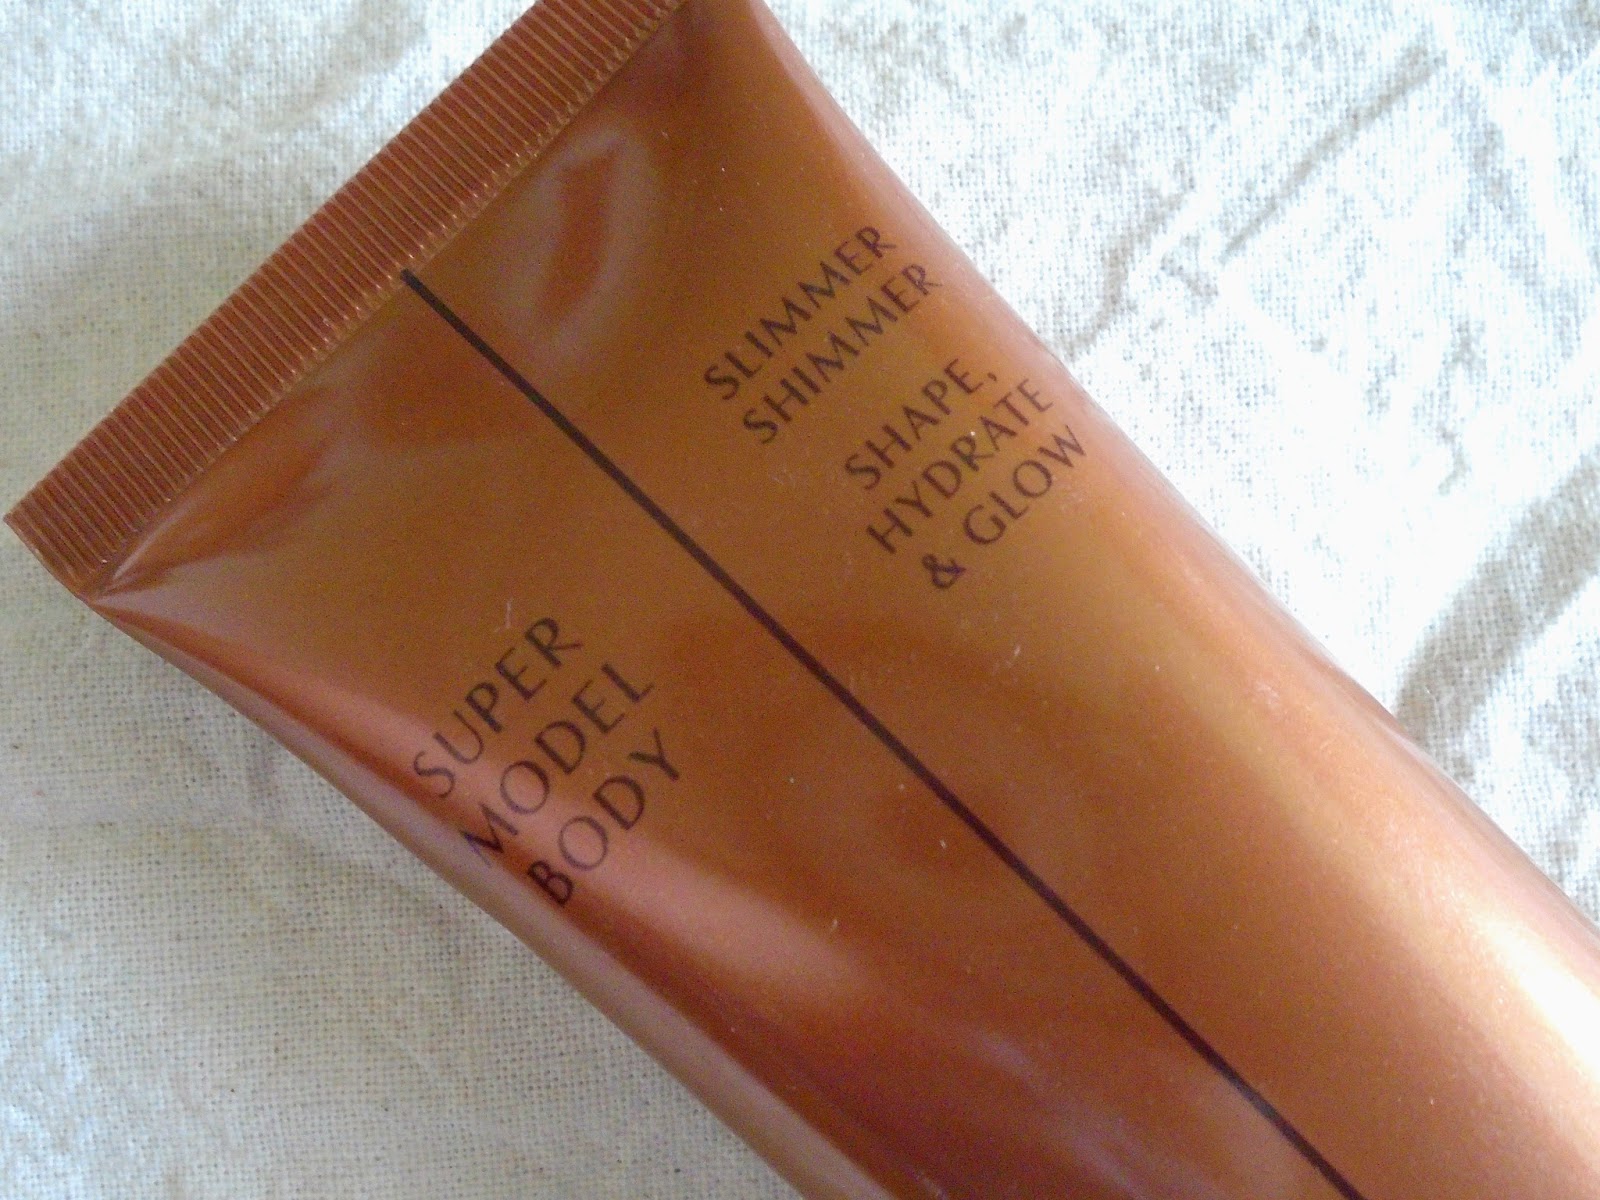 SUPER
MODEL
BODY
SLIMMER
SHIMMER
SHAPE,
HYDRATE
& GLOW